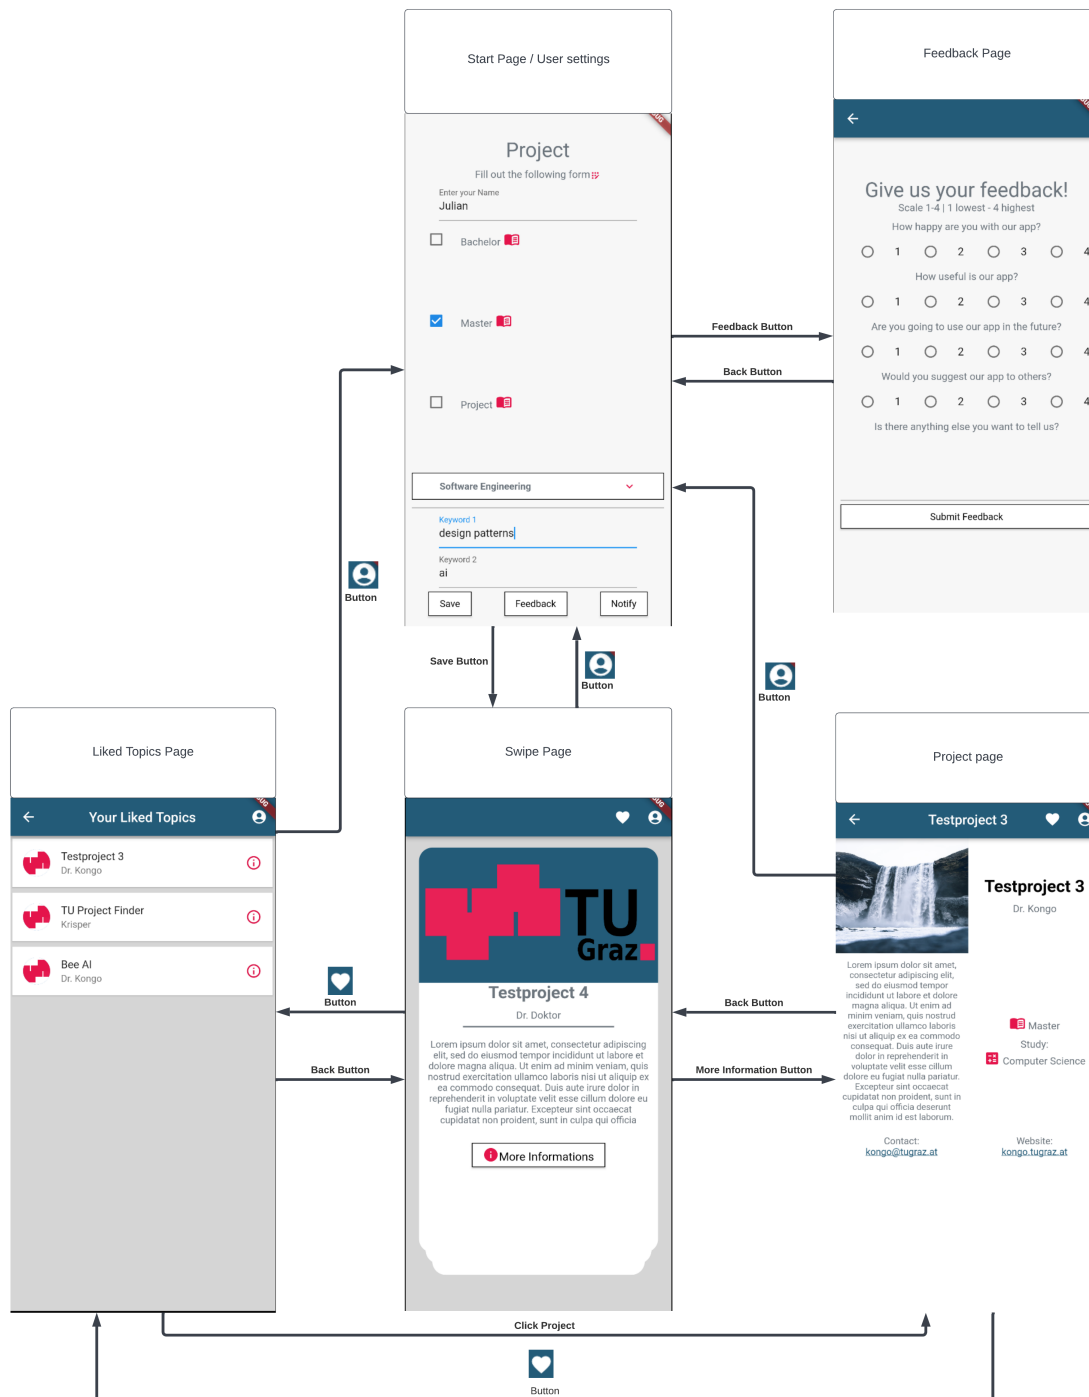 Start Page / User settings
Project
Fill out the following form
Enter your Name
Julian
Bachelor
Master
Project
Software Engineering
Keyword 1
design patterns
Keyword 2
ai
Save
Feedback
Notify
Feedback Page
Give us your feedback!
Scale 1-4 | 1 lowest - 4 highest
How happy are you with our app?
1 2 3 4
How useful is our app?
1 2 3 4
Are you going to use our app in the future?
1 2 3 4
Would you suggest our app to others?
1 2 3 4
Is there anything else you want to tell us?
Submit Feedback
Feedback Button
Back Button
Button
Save Button
Button
Button
Liked Topics Page
Your Liked Topics
Testproject 3
Dr. Kongo
TU Project Finder
Krisper
Bee AI
Dr. Kongo
Button
Back Button
Swipe Page
TU
Graz
Testproject 4
Dr. Doktor
Lorem ipsum dolor sit amet, consectetur adipiscing
elit, sed do eiusmod tempor incididunt ut labore et
dolore magna aliqua. Ut enim ad minim veniam, quis
nostrud exercitation ullamco laboris nisi ut aliquip ex
ea commodo consequat. Duis aute irure dolor in
reprehenderit in voluptate velit esse cillum dolore eu
fugiat nulla pariatur. Excepteur sint occaecat
cupidatat non proident, sunt in culpa qui officia
More Informations
Back Button
More Information Button
Project page
Testproject 3
Testproject 3
Dr. Kongo
Lorem ipsum dolor sit amet,
consectetur adipiscing elit,
sed do eiusmod tempor
incididunt ut labore et dolore
magna aliqua. Ut enim ad
minim veniam, quis nostrud
exercitation ullamco laboris
nisi ut aliquip ex ea commodo
consequat. Duis aute irure
dolor in reprehenderit in
voluptate velit esse cillum
dolore eu fugiat nulla pariatur.
Excepteur sint occaecat
cupidatat non proident, sunt in
culpa qui officia deserunt
mollit anim id est laborum.
Master
Study:
Computer Science
Contact:
kongo@tugraz.at
Website:
kongo.tugraz.at
Click Project
Button